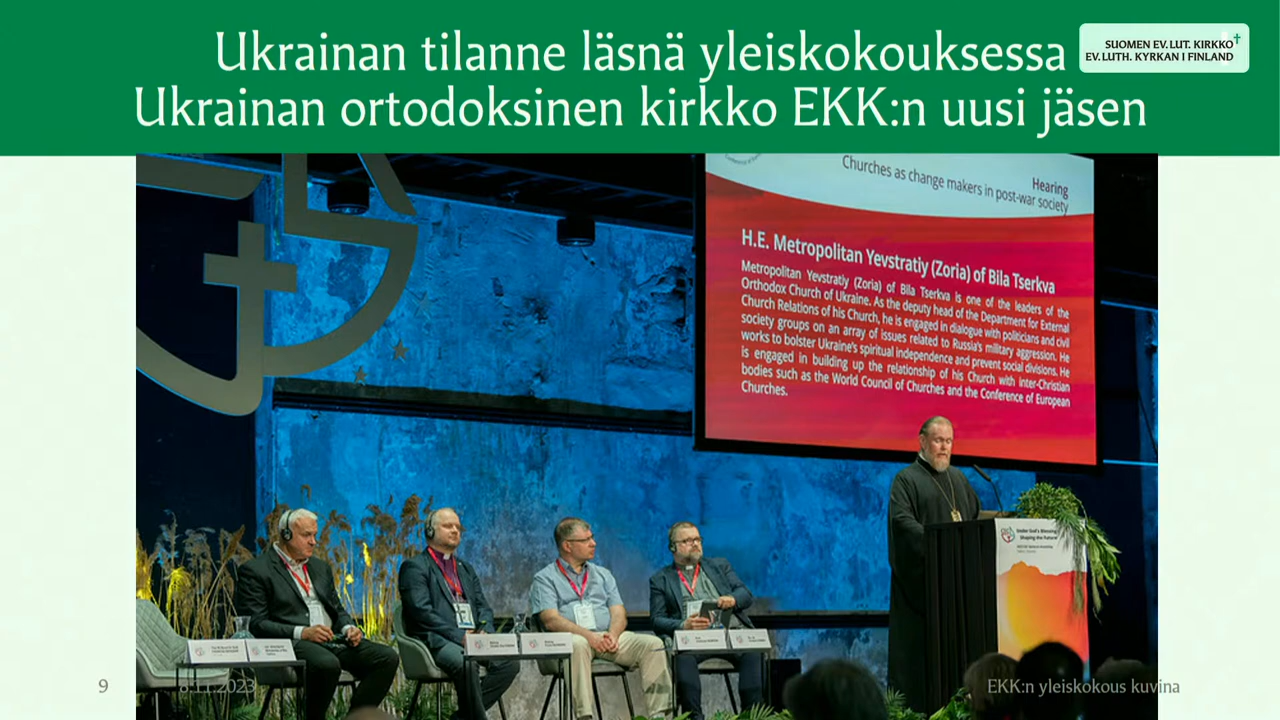 Ukrainan tilanne läsnä yleiskokouksessa
Ukrainan ortodoksinen kirkko EKK:n uusi jäsen
SUOMEN EV. LUT. KIRKKO
EV. LUTH. KYRKAN I FINLAND
Hearing
Churches as change makers in post-war society
H.E. Metropolitan Yevstratiy (Zoria) of Bila Tserkva
Metropolitan Yevstratiy (Zoria) of Bila Tserkva is one of the leaders of the
Orthodox Church of Ukraine. As the deputy head of the Department for External
Church Relations of his Church, he is engaged in dialogue with politicians and civil
society groups on an array of issues related to Russia's military aggression. He
works to bolster Ukraine's spiritual independence and prevent social divisions. He
is engaged in building up the relationship of his Church with inter-Christian
bodies such as the World Council of Churches and the Conference of European
Churches.
Under God's Blessing
Shaping the Future
9
8.11.2023
EKK:n yleiskokous kuvina